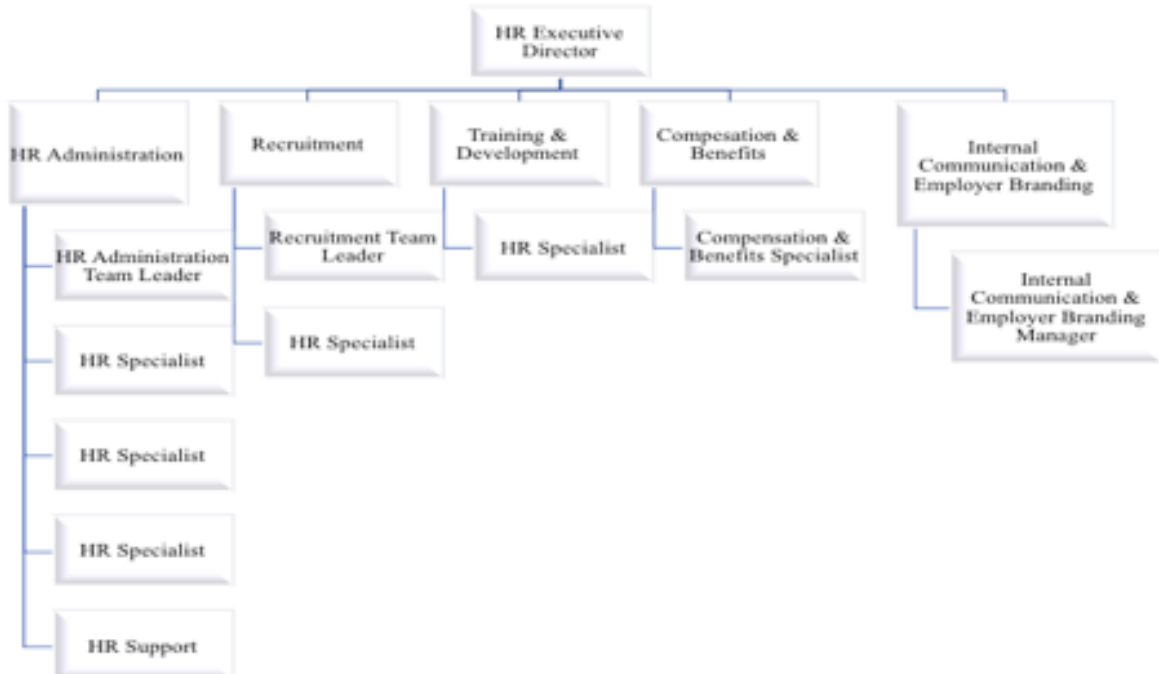 HR Executive
Director
HR Administration
Recruitment
Training &
Development
Compesation &
Benefits
Internal
Communication &
Employer Branding
HR Administration
Team Leader
HR Specialist
HR Specialist
HR Specialist
HR Support
Recruitment Team
Leader
HR Specialist
HR Specialist
Compensation &
Benefits Specialist
Internal
Communication &
Employer Branding
Manager